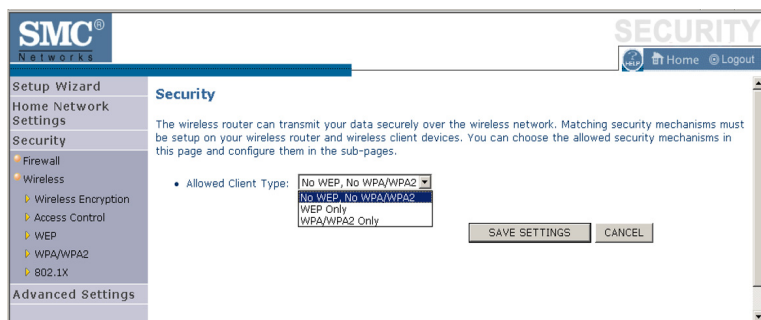 SMC®
Networks
SECURITY
HELP Home Logout
Setup Wizard
Home Network
Settings
Security
Firewall
Wireless
Wireless Encryption
Access Control
WEP
WPA/WPA2
802.1X
Advanced Settings
Security
The wireless router can transmit your data securely over the wireless network. Matching security mechanisms must
be setup on your wireless router and wireless client devices. You can choose the allowed security mechanisms in
this page and configure them in the sub-pages.
• Allowed Client Type: No WEP, No WPA/WPA2
No WEP, No WPA/WPA2
WEP Only
WPA/WPA2 Only
SAVE SETTINGS CANCEL